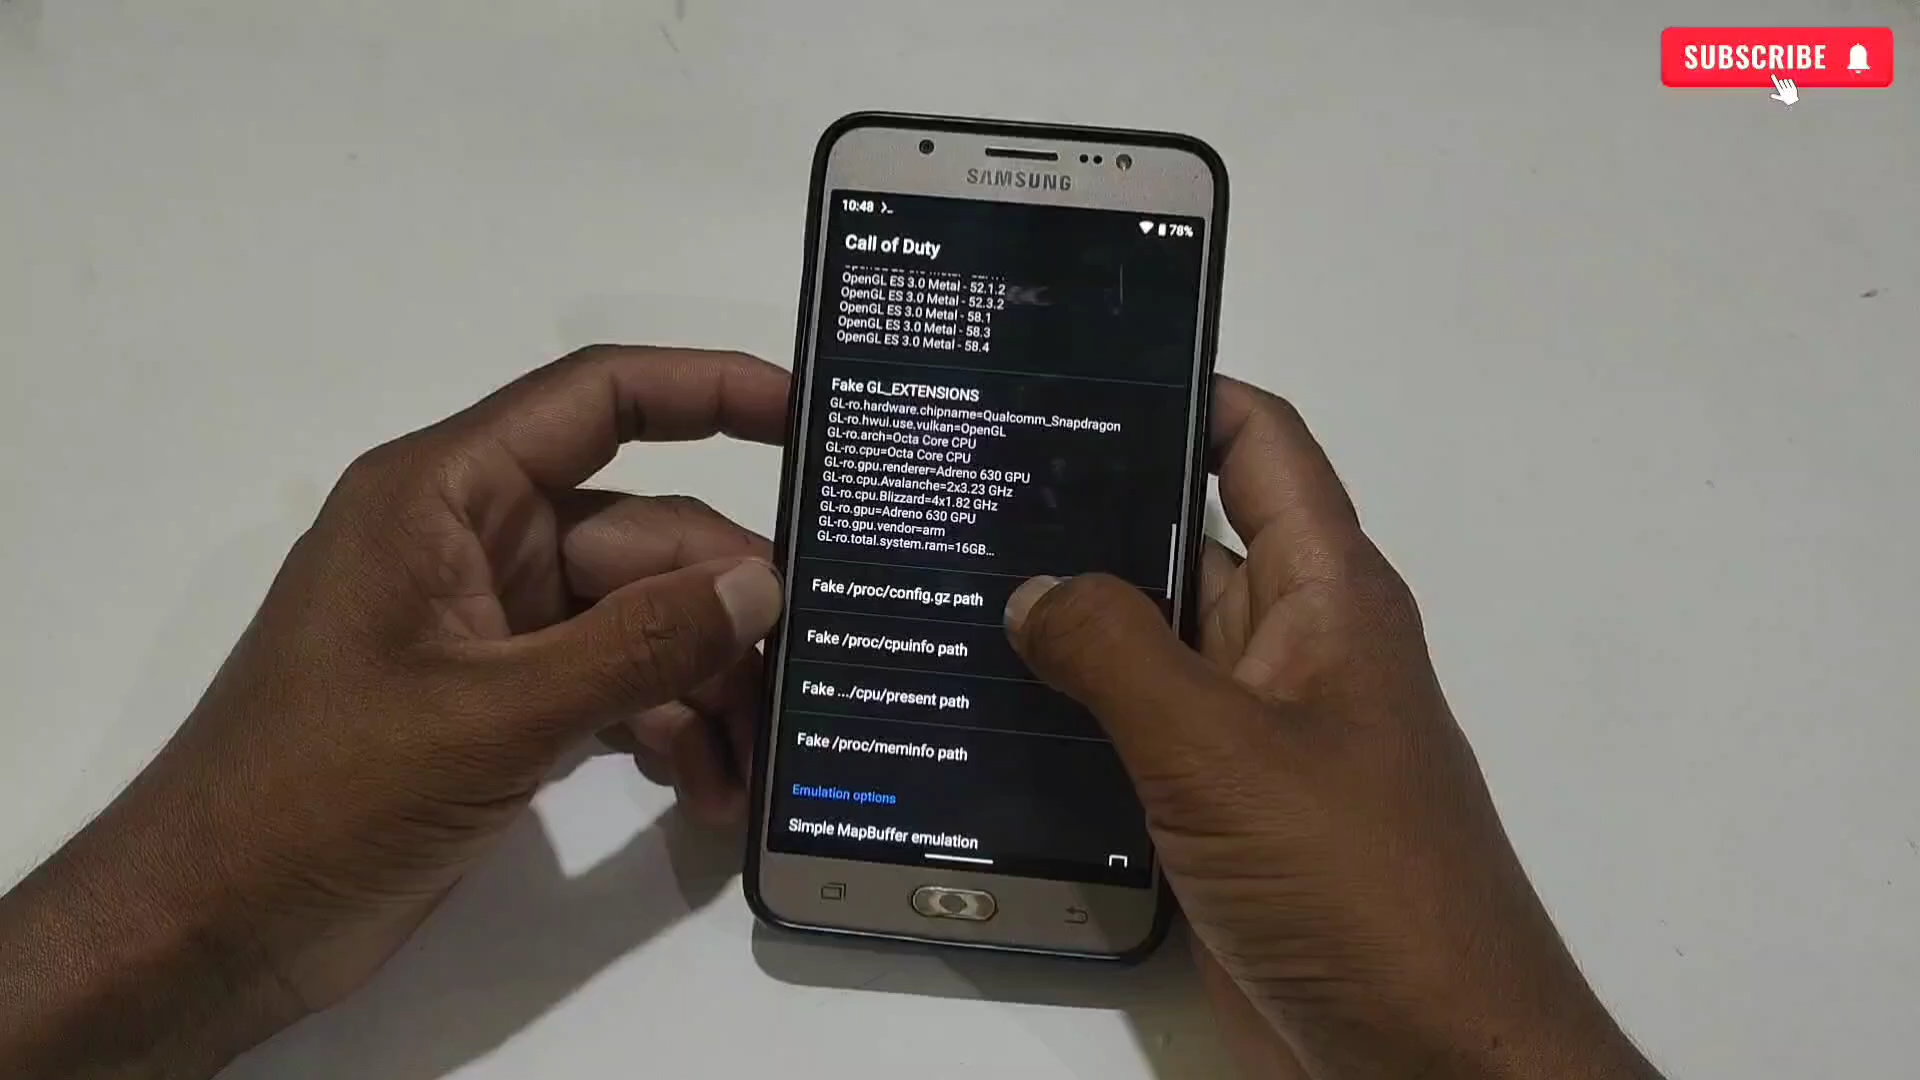 SUBSCRIBE
SAMSUNG
10:48
78%
Call of Duty
OpenGL ES 3.0 Metal - 52.1.2
OpenGL ES 3.0 Metal - 52.3.2
OpenGL ES 3.0 Metal - 58.1
OpenGL ES 3.0 Metal - 58.3
OpenGL ES 3.0 Metal - 58.4
Fake GL_EXTENSIONS
GL-ro.hardware.chipname=Qualcomm_Snapdragon
GL-ro.hwui.use.vulkan=OpenGL
GL-ro.arch=Octa Core CPU
GL-ro.cpu=Octa Core CPU
GL-ro.gpu.renderer=Adreno 630 GPU
GL-ro.cpu.Avalanche=2x3.23 GHz
GL-ro.cpu.Blizzard=4x1.82 GHz
GL-ro.gpu=Adreno 630 GPU
GL-ro.gpu.vendor=arm
GL-ro.total.system.ram=16GB...
Fake /proc/config.gz path
Fake /proc/cpuinfo path
Fake .../cpu/present path
Fake /proc/meminfo path
Emulation options
Simple MapBuffer emulation